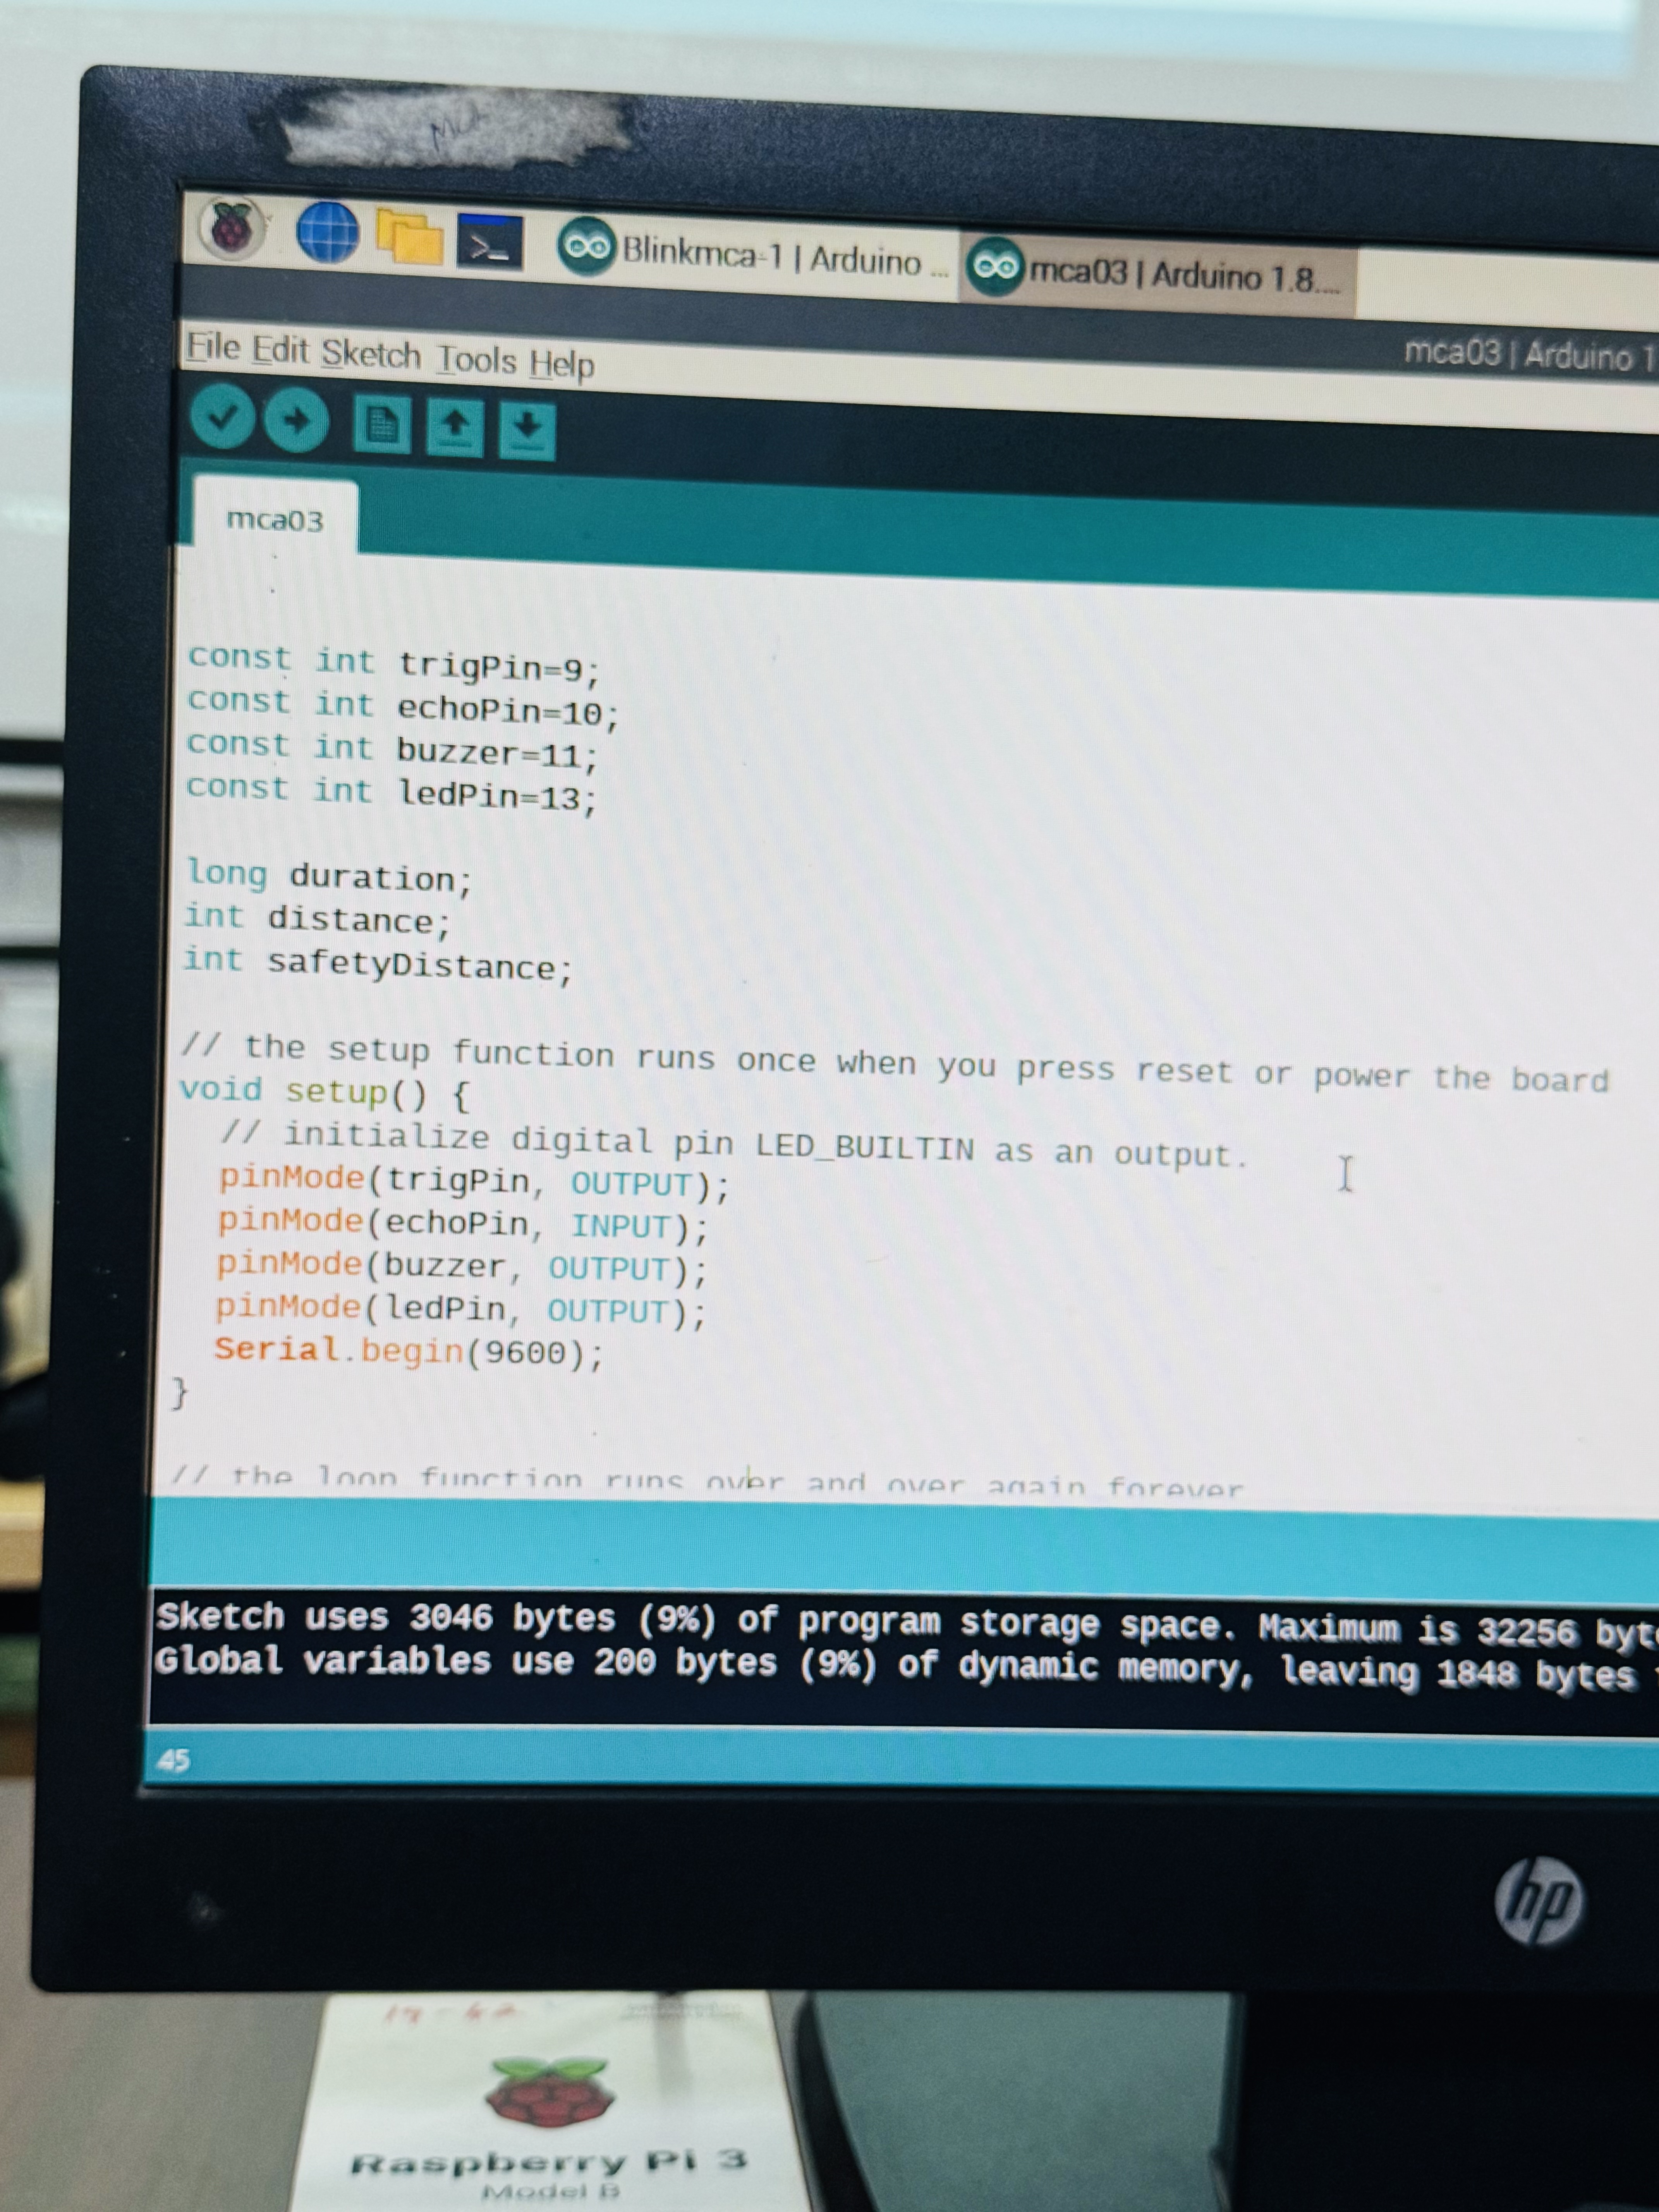 MCA
Blinkmca-1 | Arduino ...
mca03 | Arduino 1.8....
mca03 | Arduino 1
File Edit Sketch Tools Help
mca03
const int trigPin=9;
const int echoPin=10;
const int buzzer=11;
const int ledPin=13;
long duration;
int distance;
int safetyDistance;
// the setup function runs once when you press reset or power the board
void setup() {
// initialize digital pin LED_BUILTIN as an output.
pinMode(trigPin, OUTPUT);
pinMode(echoPin, INPUT);
pinMode(buzzer, OUTPUT);
pinMode(ledPin, OUTPUT);
Serial.begin(9600);
}
// the loop function runs over and over again forever
Sketch uses 3046 bytes (9%) of program storage space. Maximum is 32256 byte
Global variables use 200 bytes (9%) of dynamic memory, leaving 1848 bytes
45
hp
Raspberry Pi 3
Model B